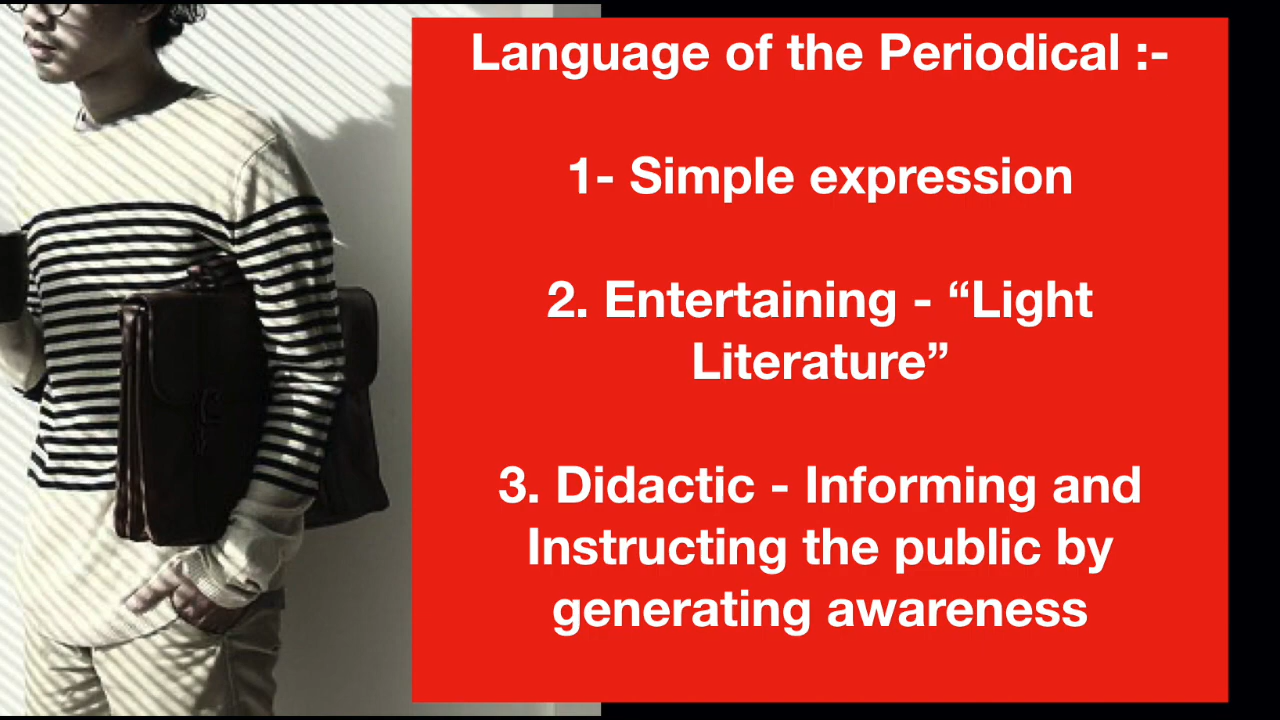 Language of the Periodical :-
1- Simple expression
2. Entertaining - “Light
Literature”
3. Didactic - Informing and
Instructing the public by
generating awareness